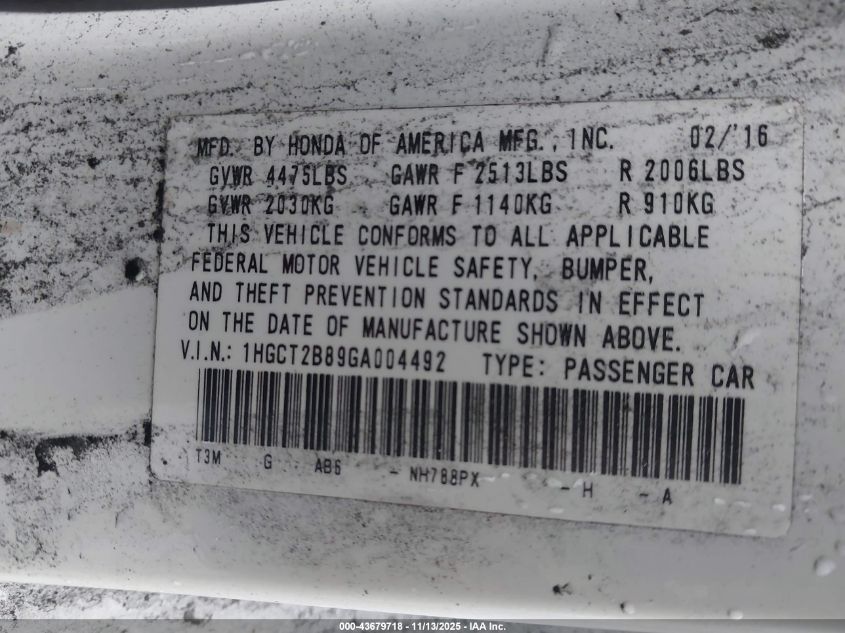 MFD. BY HONDA OF AMERICA MFG., INC. 02/'16
GVWR 4475LBS GAWR F 2513LBS R 2006LBS
GVWR 2030KG GAWR F 1140KG R 910KG
THIS VEHICLE CONFORMS TO ALL APPLICABLE
FEDERAL MOTOR VEHICLE SAFETY, BUMPER,
AND THEFT PREVENTION STANDARDS IN EFFECT
ON THE DATE OF MANUFACTURE SHOWN ABOVE.
V.I.N.: 1HGCT2B89GA004492 TYPE: PASSENGER CAR
T3M G AB6 - NH788PX - H - A
000-43679718 - 11/13/2025 - IAA Inc.